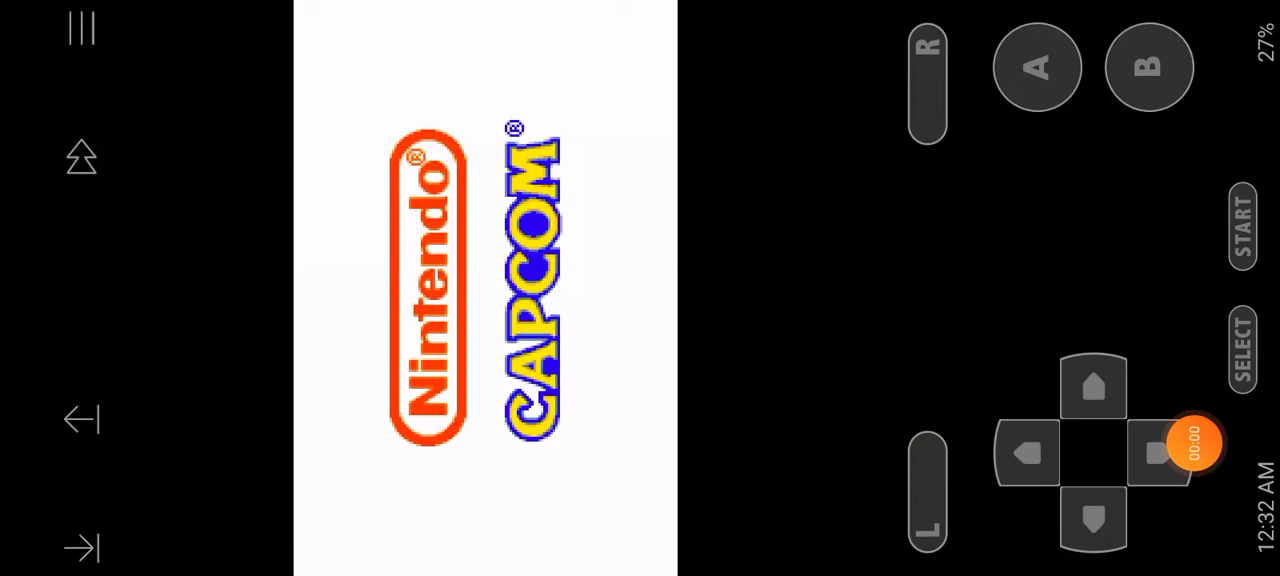 Nintendo®
CAPCOM®
L
R
A
B
SELECT
START
00:00
12:32 AM
27%